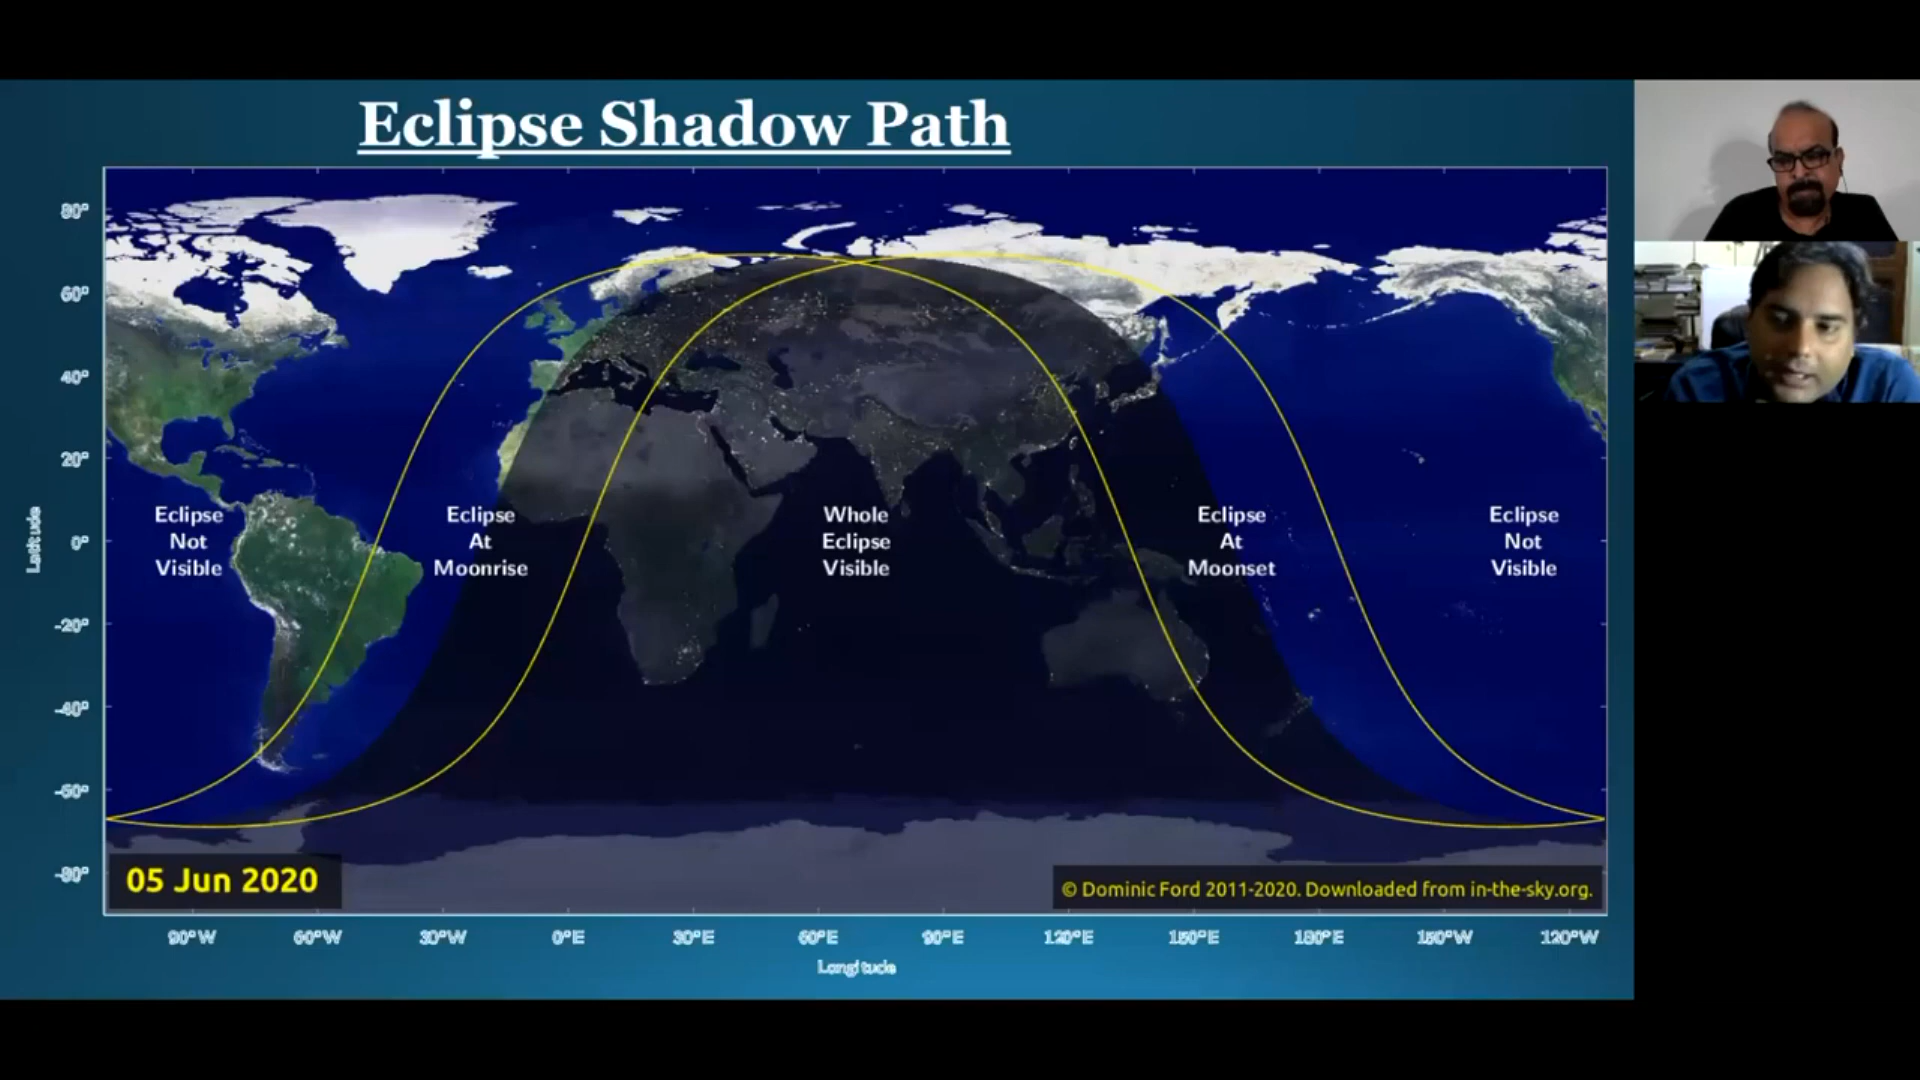 Eclipse Shadow Path
80°
60°
40°
20°
0°
-20°
-40°
-60°
-80°
Latitude
Eclipse
Not
Visible
Eclipse
At
Moonrise
Whole
Eclipse
Visible
Eclipse
At
Moonset
Eclipse
Not
Visible
05 Jun 2020
© Dominic Ford 2011-2020. Downloaded from in-the-sky.org.
90°W
60°W
30°W
0°E
30°E
60°E
90°E
120°E
150°E
180°E
150°W
120°W
Longitude